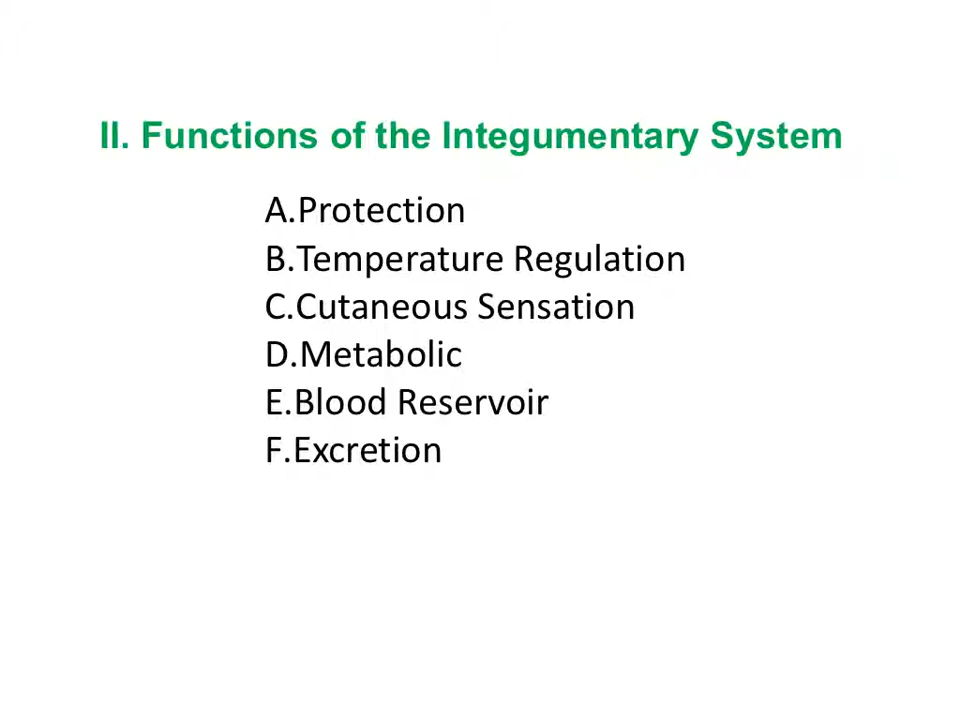 II. Functions of the Integumentary System
A.Protection
B.Temperature Regulation
C.Cutaneous Sensation
D.Metabolic
E.Blood Reservoir
F.Excretion